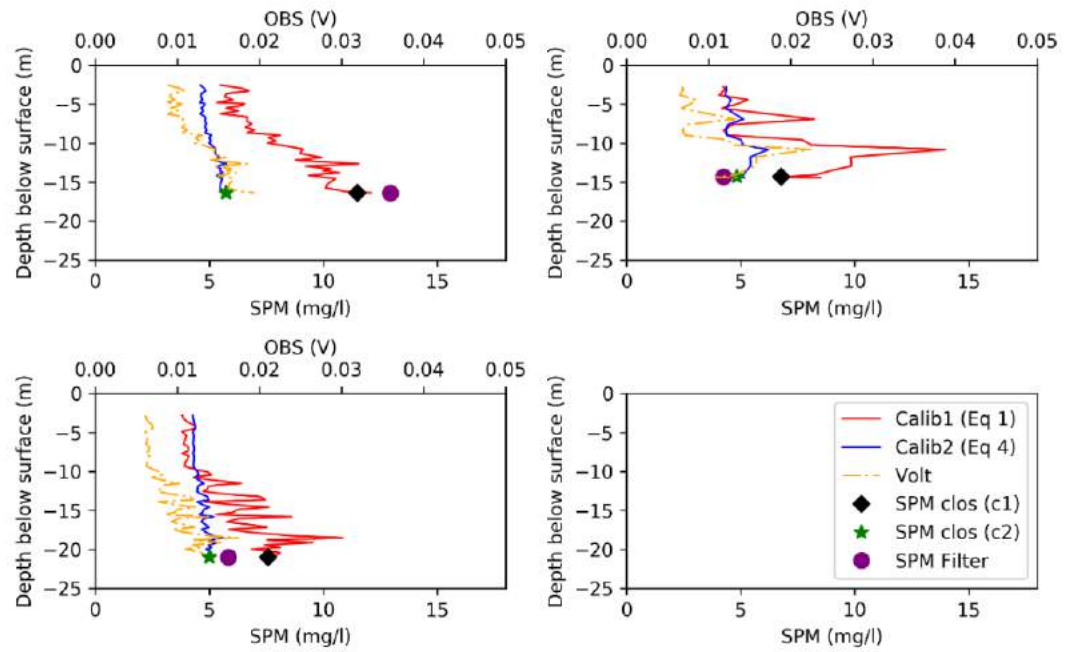 OBS (V)
0.00 0.01 0.02 0.03 0.04 0.05
Depth below surface (m)
0
−5
−10
−15
−20
−25
0 5 10 15
SPM (mg/l)
OBS (V)
0.00 0.01 0.02 0.03 0.04 0.05
Depth below surface (m)
0
−5
−10
−15
−20
−25
0 5 10 15
SPM (mg/l)
OBS (V)
0.00 0.01 0.02 0.03 0.04 0.05
Depth below surface (m)
0
−5
−10
−15
−20
−25
0 5 10 15
SPM (mg/l)
Depth below surface (m)
0
−5
−10
−15
−20
−25
0 5 10 15
SPM (mg/l)
Calib1 (Eq 1)
Calib2 (Eq 4)
Volt
SPM clos (c1)
SPM clos (c2)
SPM Filter